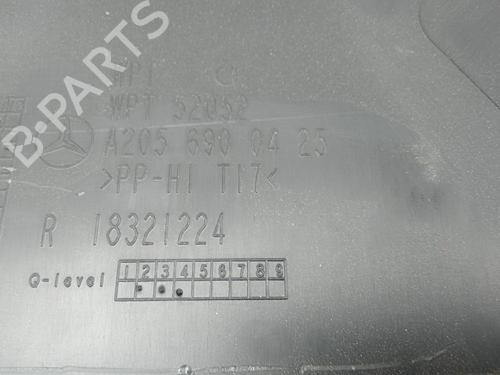 B-PARTS
WPT 52052
A205 690 04 25
>PP-HI T17<
R 18321224
Q-level
1 2 3 4 5 6 7 8 9